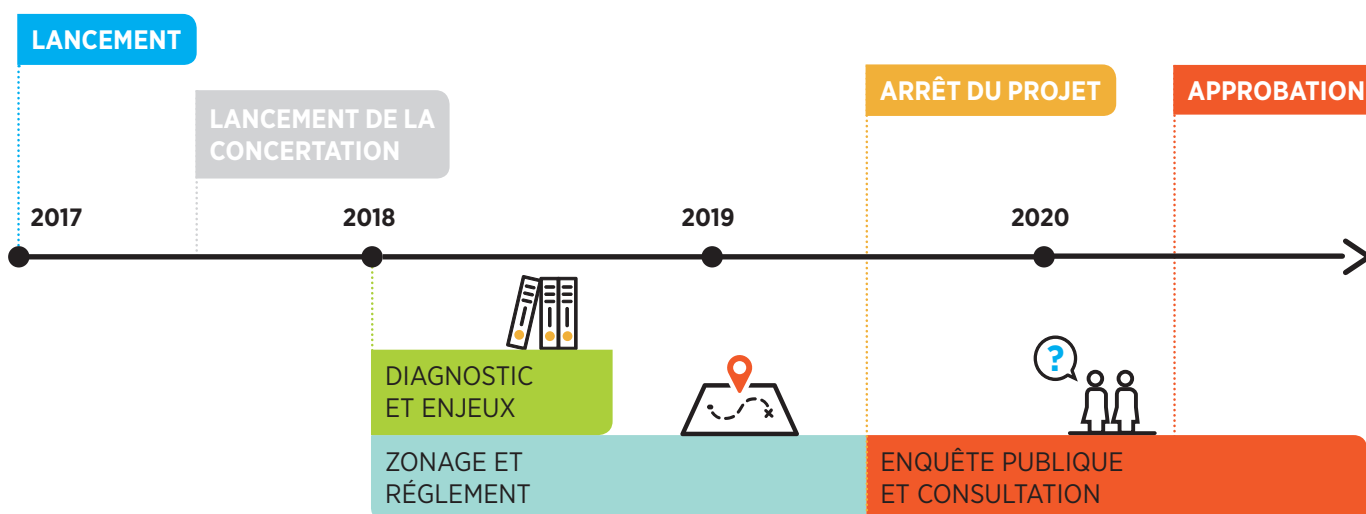 LANCEMENT
LANCEMENT DE LA
CONCERTATION
ARRÊT DU PROJET
APPROBATION
2017
2018
2019
2020
DIAGNOSTIC
ET ENJEUX
?
ZONAGE ET
RÉGLEMENT
ENQUÊTE PUBLIQUE
ET CONSULTATION